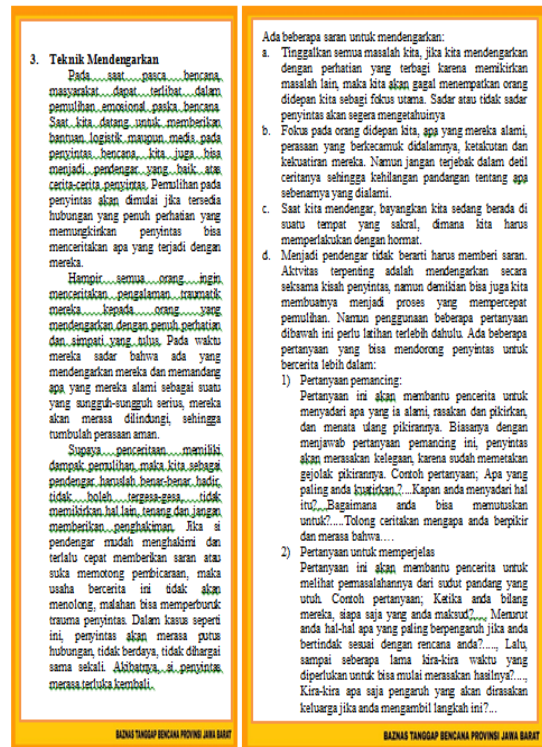 3. Teknik Mendengarkan
Pada saat pasca bencana,
masyarakat dapat terlibat dalam
pemulihan emosional paska bencana.
Saat kita datang untuk memberikan
bantuan logistik maupun medis pada
penyintas bencana, kita juga bisa
menjadi pendengar yang baik atas
cerita-cerita penyintas. Pemulihan pada
penyintas akan dimulai jika tersedia
hubungan yang penuh perhatian yang
memungkinkan penyintas bisa
menceritakan apa yang terjadi dengan
mereka.
Hampir semua orang ingin
menceritakan pengalaman traumatik
mereka kepada orang yang
mendengarkan dengan penuh perhatian
dan simpati yang tulus. Pada waktu
mereka sadar bahwa ada yang
mendengarkan mereka dan memandang
apa yang mereka alami sebagai suatu
yang sungguh-sungguh serius, mereka
akan merasa dilindungi, sehingga
tumbulah perasaan aman.
Supaya penceritaan memiliki
dampak pemulihan, maka kita sebagai
pendengar haruslah benar-benar hadir,
tidak boleh tergesa-gesa, tidak
memikirkan hal lain, tenang dan jangan
memberikan penghakiman. Jika si
pendengar mudah menghakimi dan
terlalu cepat memberikan saran atau
suka memotong pembicaraan, maka
usaha bercerita ini tidak akan
menolong, malahan bisa memperburuk
trauma penyintas. Dalam kasus seperti
ini, penyintas akan merasa putus
hubungan, tidak berdaya, tidak dihargai
sama sekali. Akibatnya, si penyintas
merasa terluka kembali.
BAZNAS TANGGAP BENCANA PROVINSI JAWA BARAT
Ada beberapa saran untuk mendengarkan:
a. Tinggalkan semua masalah kita, jika kita mendengarkan
dengan perhatian yang terbagi karena memikirkan
masalah lain, maka kita akan gagal menempatkan orang
didepan kita sebagi fokus utama. Sadar atau tidak sadar
penyintas akan segera mengetahuinya
b. Fokus pada orang didepan kita, apa yang mereka alami,
perasaan yang berkecamuk didalamnya, ketakutan dan
kekuatiran mereka. Namun jangan terjebak dalam detil
ceritanya sehingga kehilangan pandangan tentang apa
sebenarnya yang dialami.
c. Saat kita mendengar, bayangkan kita sedang berada di
suatu tempat yang sakral, dimana kita harus
memperlakukan dengan hormat.
d. Menjadi pendengar tidak berarti harus memberi saran.
Aktvitas terpenting adalah mendengarkan secara
seksama kisah penyintas, namun demikian bisa juga kita
membuatnya menjadi proses yang mempercepat
pemulihan. Namun penggunaan beberapa pertanyaan
dibawah ini perlu latihan terlebih dahulu. Ada beberapa
pertanyaan yang bisa mendorong penyintas untuk
bercerita lebih dalam:
1) Pertanyaan pemancing:
Pertanyaan ini akan membantu pencerita untuk
menyadari apa yang ia alami, rasakan dan pikirkan,
dan menata ulang pikirannya. Biasanya dengan
menjawab pertanyaan pemancing ini, penyintas
akan merasakan kelegaan, karena sudah memetakan
gejolak pikirannya. Contoh pertanyaan; Apa yang
paling anda kuatirkan ? ...Kapan anda menyadari hal
itu?...Bagaimana anda bisa memutuskan
untuk?.....Tolong ceritakan mengapa anda berpikir
dan merasa bahwa….
2) Pertanyaan untuk memperjelas
Pertanyaan ini akan membantu pencerita untuk
melihat permasalahannya dari sudut pandang yang
utuh. Contoh pertanyaan; Ketika anda bilang
mereka, siapa saja yang anda maksud?...., Menurut
anda hal-hal apa yang paling berpengaruh jika anda
bertindak sesuai dengan rencana anda?....., Lalu,
sampai seberapa lama kira-kira waktu yang
diperlukan untuk bisa mulai merasakan hasilnya?....,
Kira-kira apa saja pengaruh yang akan dirasakan
keluarga jika anda mengambil langkah ini?...
BAZNAS TANGGAP BENCANA PROVINSI JAWA BARAT